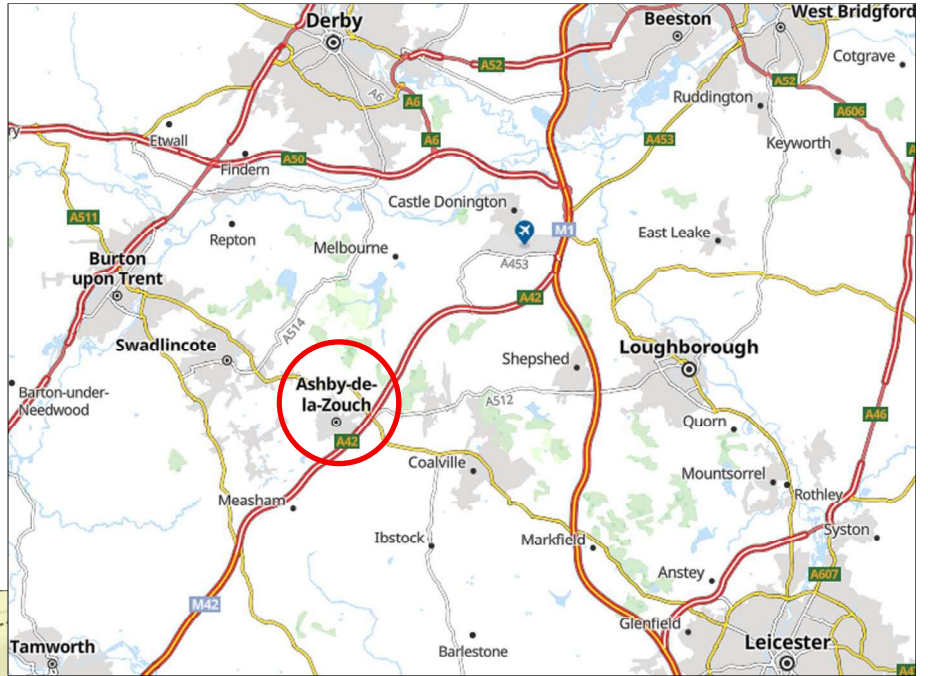 Derby
Beeston
West Bridgford
Cotgrave
A52
A52
A6
A6
Ruddington
A606
A453
Keyworth
A6
Etwall
Findern
A50
Castle Donington
A511
Repton
Melbourne
M1
East Leake
A453
Burton
upon Trent
A42
A514
Swadlincote
Shepshed
Loughborough
Ashby-de-
la-Zouch
Barton-under-
Needwood
A512
A46
Quorn
A42
Coalville
Mountsorrel
Measham
Rothley
Ibstock
Markfield
Syston
Anstey
A607
M42
Glenfield
Tamworth
Barlestone
Leicester